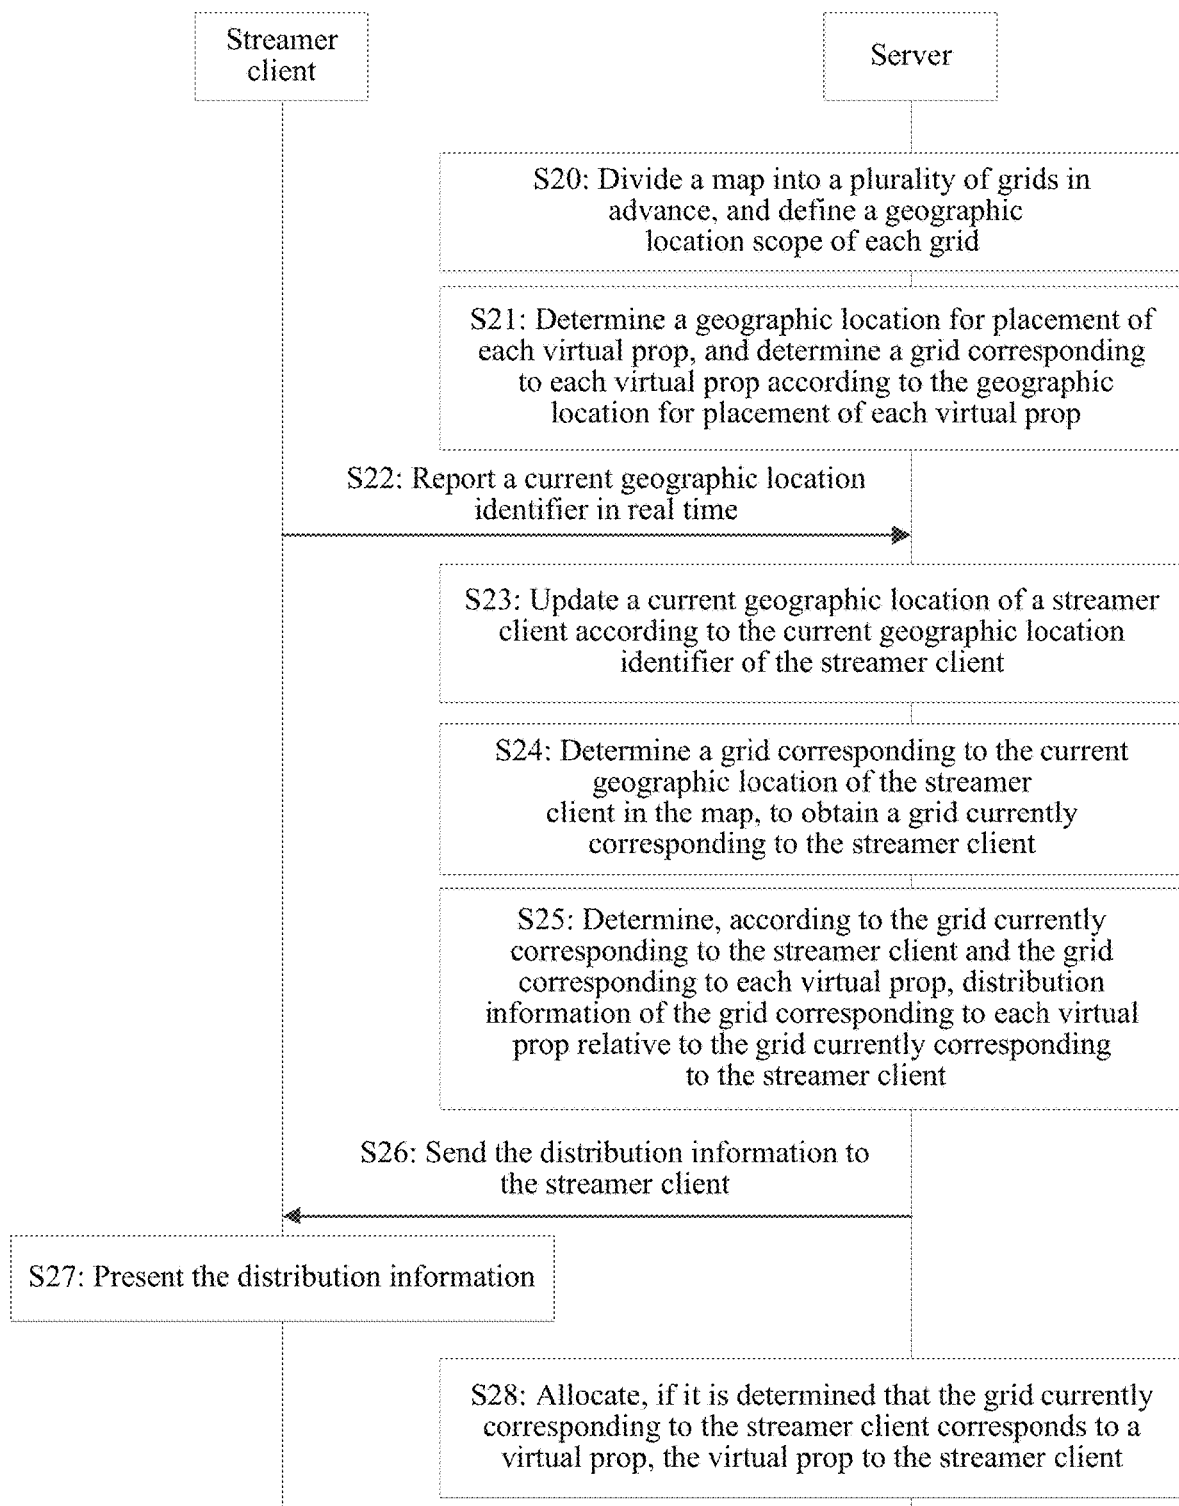 Streamer
client
Server
S20: Divide a map into a plurality of grids in
advance, and define a geographic
location scope of each grid
S21: Determine a geographic location for placement of
each virtual prop, and determine a grid corresponding
to each virtual prop according to the geographic
location for placement of each virtual prop
S22: Report a current geographic location
identifier in real time
S23: Update a current geographic location of a streamer
client according to the current geographic location
identifier of the streamer client
S24: Determine a grid corresponding to the current
geographic location of the streamer
client in the map, to obtain a grid currently
corresponding to the streamer client
S25: Determine, according to the grid currently
corresponding to the streamer client and the grid
corresponding to each virtual prop, distribution
information of the grid corresponding to each virtual
prop relative to the grid currently corresponding
to the streamer client
S26: Send the distribution information to
the streamer client
S27: Present the distribution information
S28: Allocate, if it is determined that the grid currently
corresponding to the streamer client corresponds to a
virtual prop, the virtual prop to the streamer client